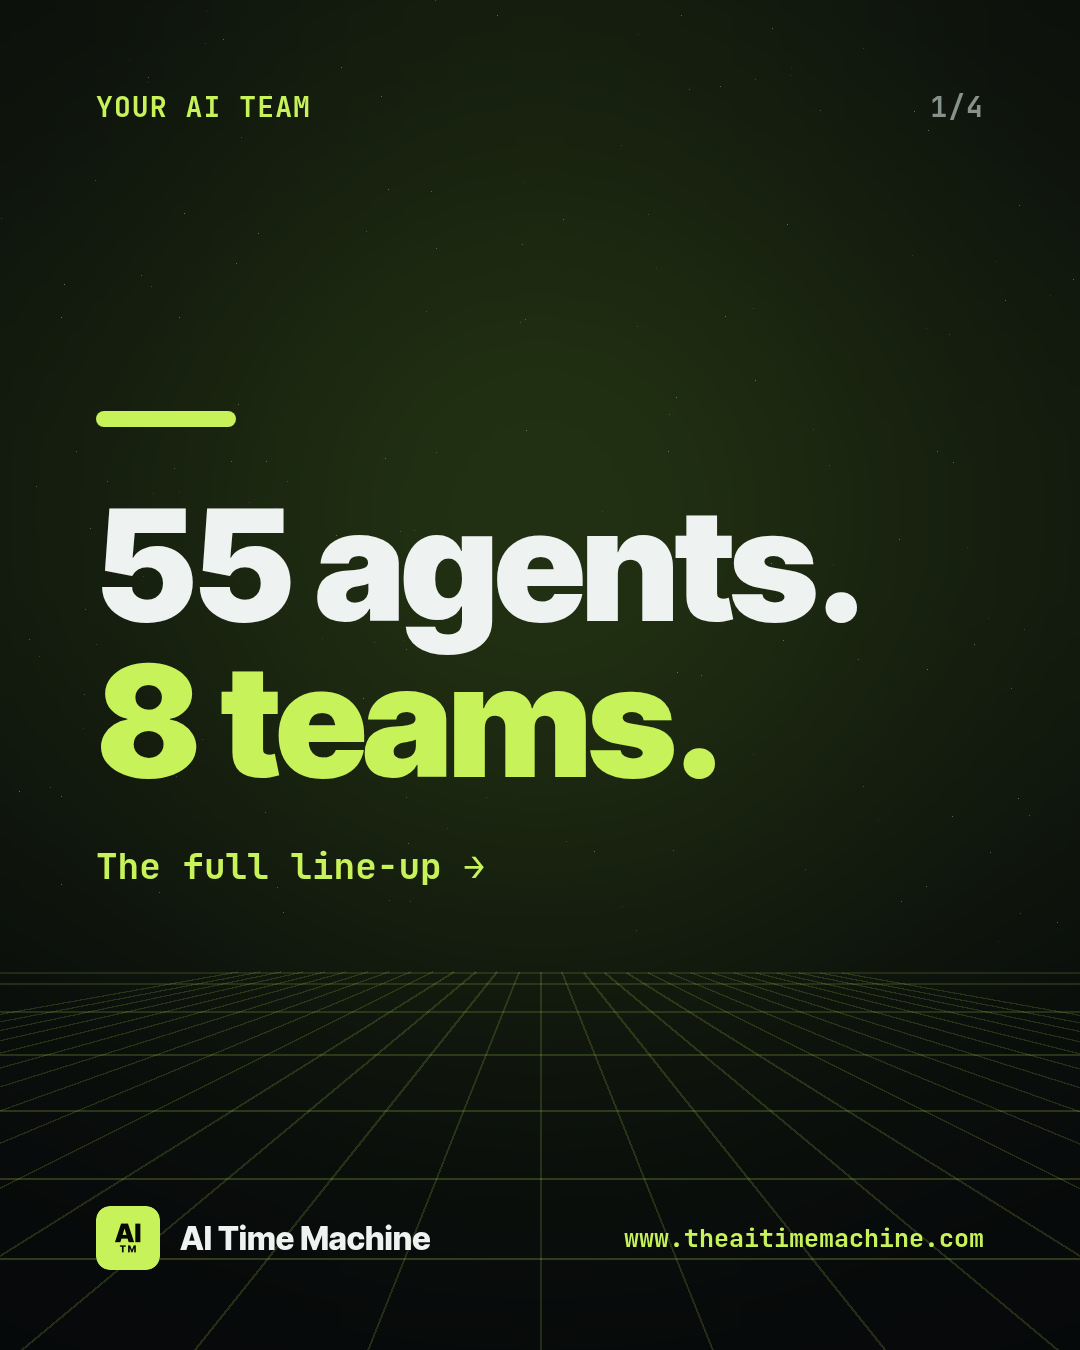 YOUR AI TEAM
1/4
55 agents.
8 teams.
The full line-up →
AI
TM
AI Time Machine
www.theaitimemachine.com